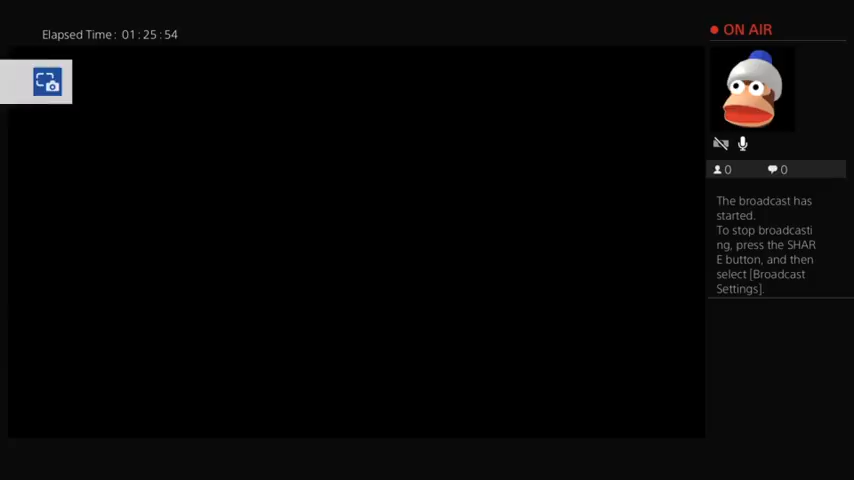 Elapsed Time: 01:25:54
ON AIR
0 0
The broadcast has
started.
To stop broadcasti
ng, press the SHAR
E button, and then
select [Broadcast
Settings].